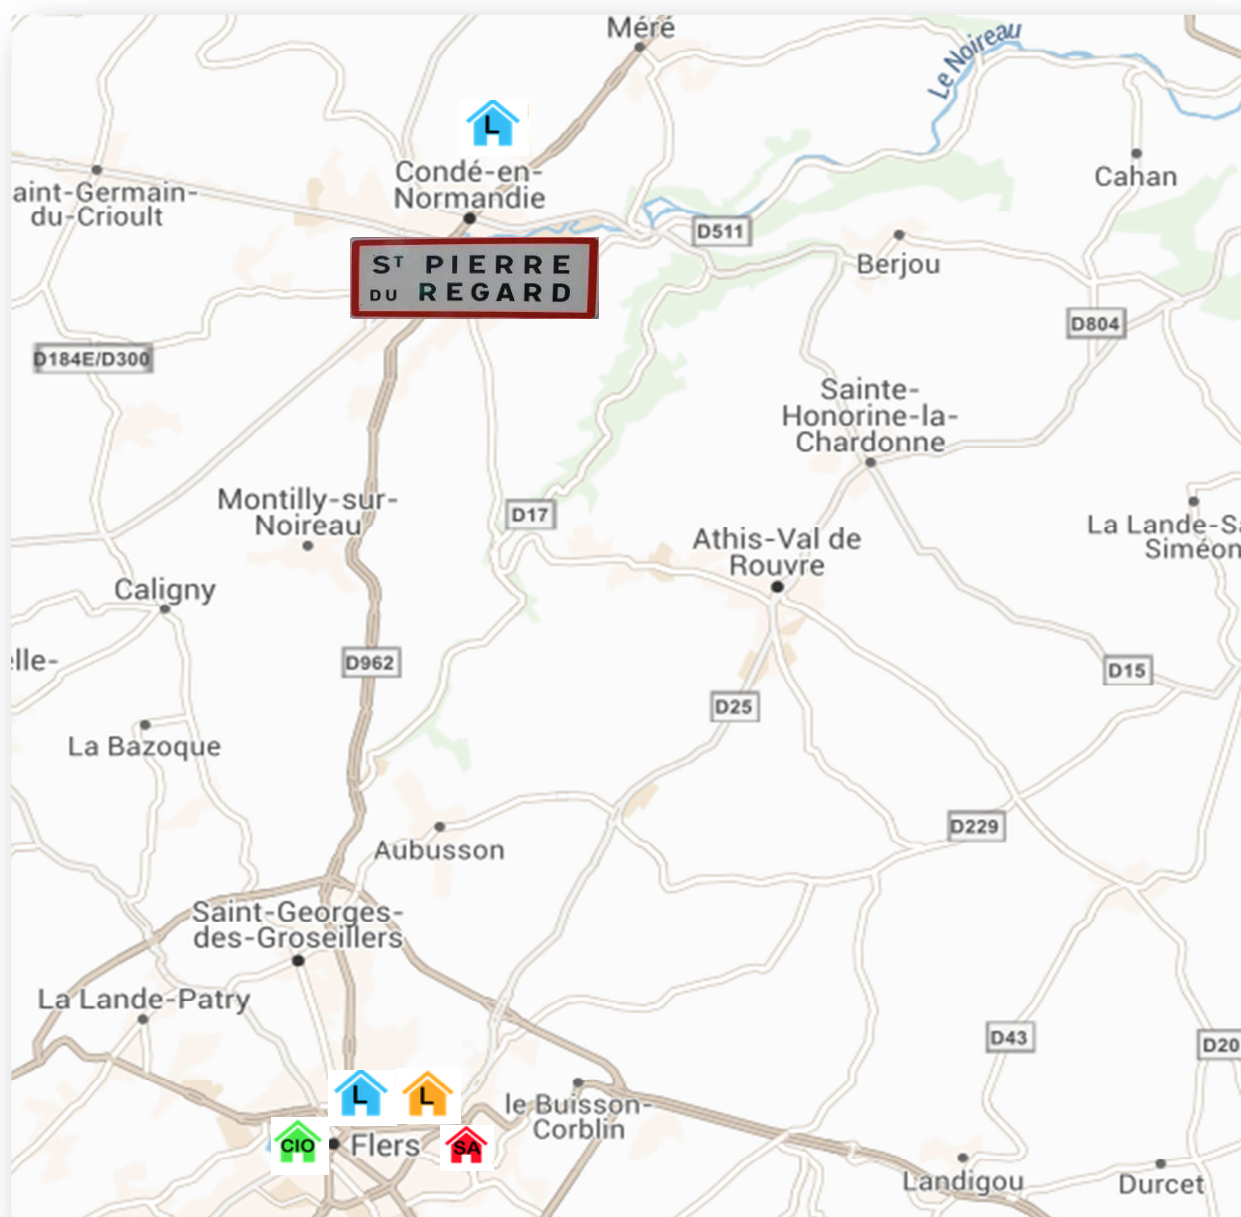 Méré
Le Noireau
L
Condé-en-
Normandie
Cahan
aint-Germain-
du-Crioult
D511
Berjou
ST PIERRE
DU REGARD
D804
D184E/D300
Sainte-
Honorine-la-
Chardonne
Montilly-sur-
Noireau
D17
Athis-Val de
Rouvre
La Lande-Sa
Siméon
Caligny
elle-
D962
D15
D25
La Bazoque
D229
Aubusson
Saint-Georges-
des-Groseillers
La Lande-Patry
D43
D20
L
L
le Buisson-
Corblin
CIO
Flers
SA
Landigou
Durcet